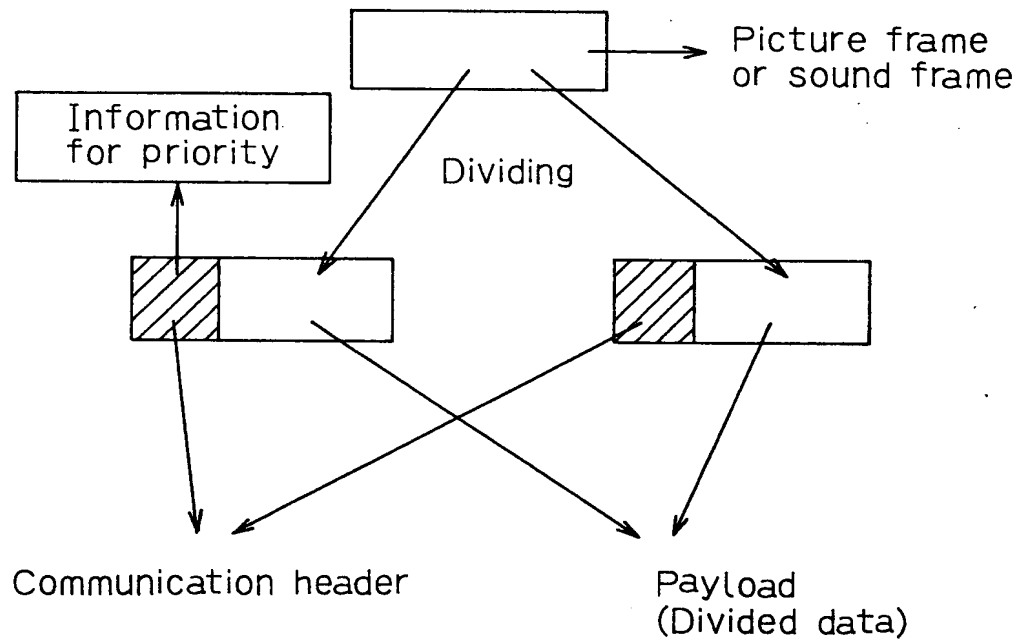 Picture frame
or sound frame
Information
for priority
Dividing
Communication header
Payload
(Divided data)